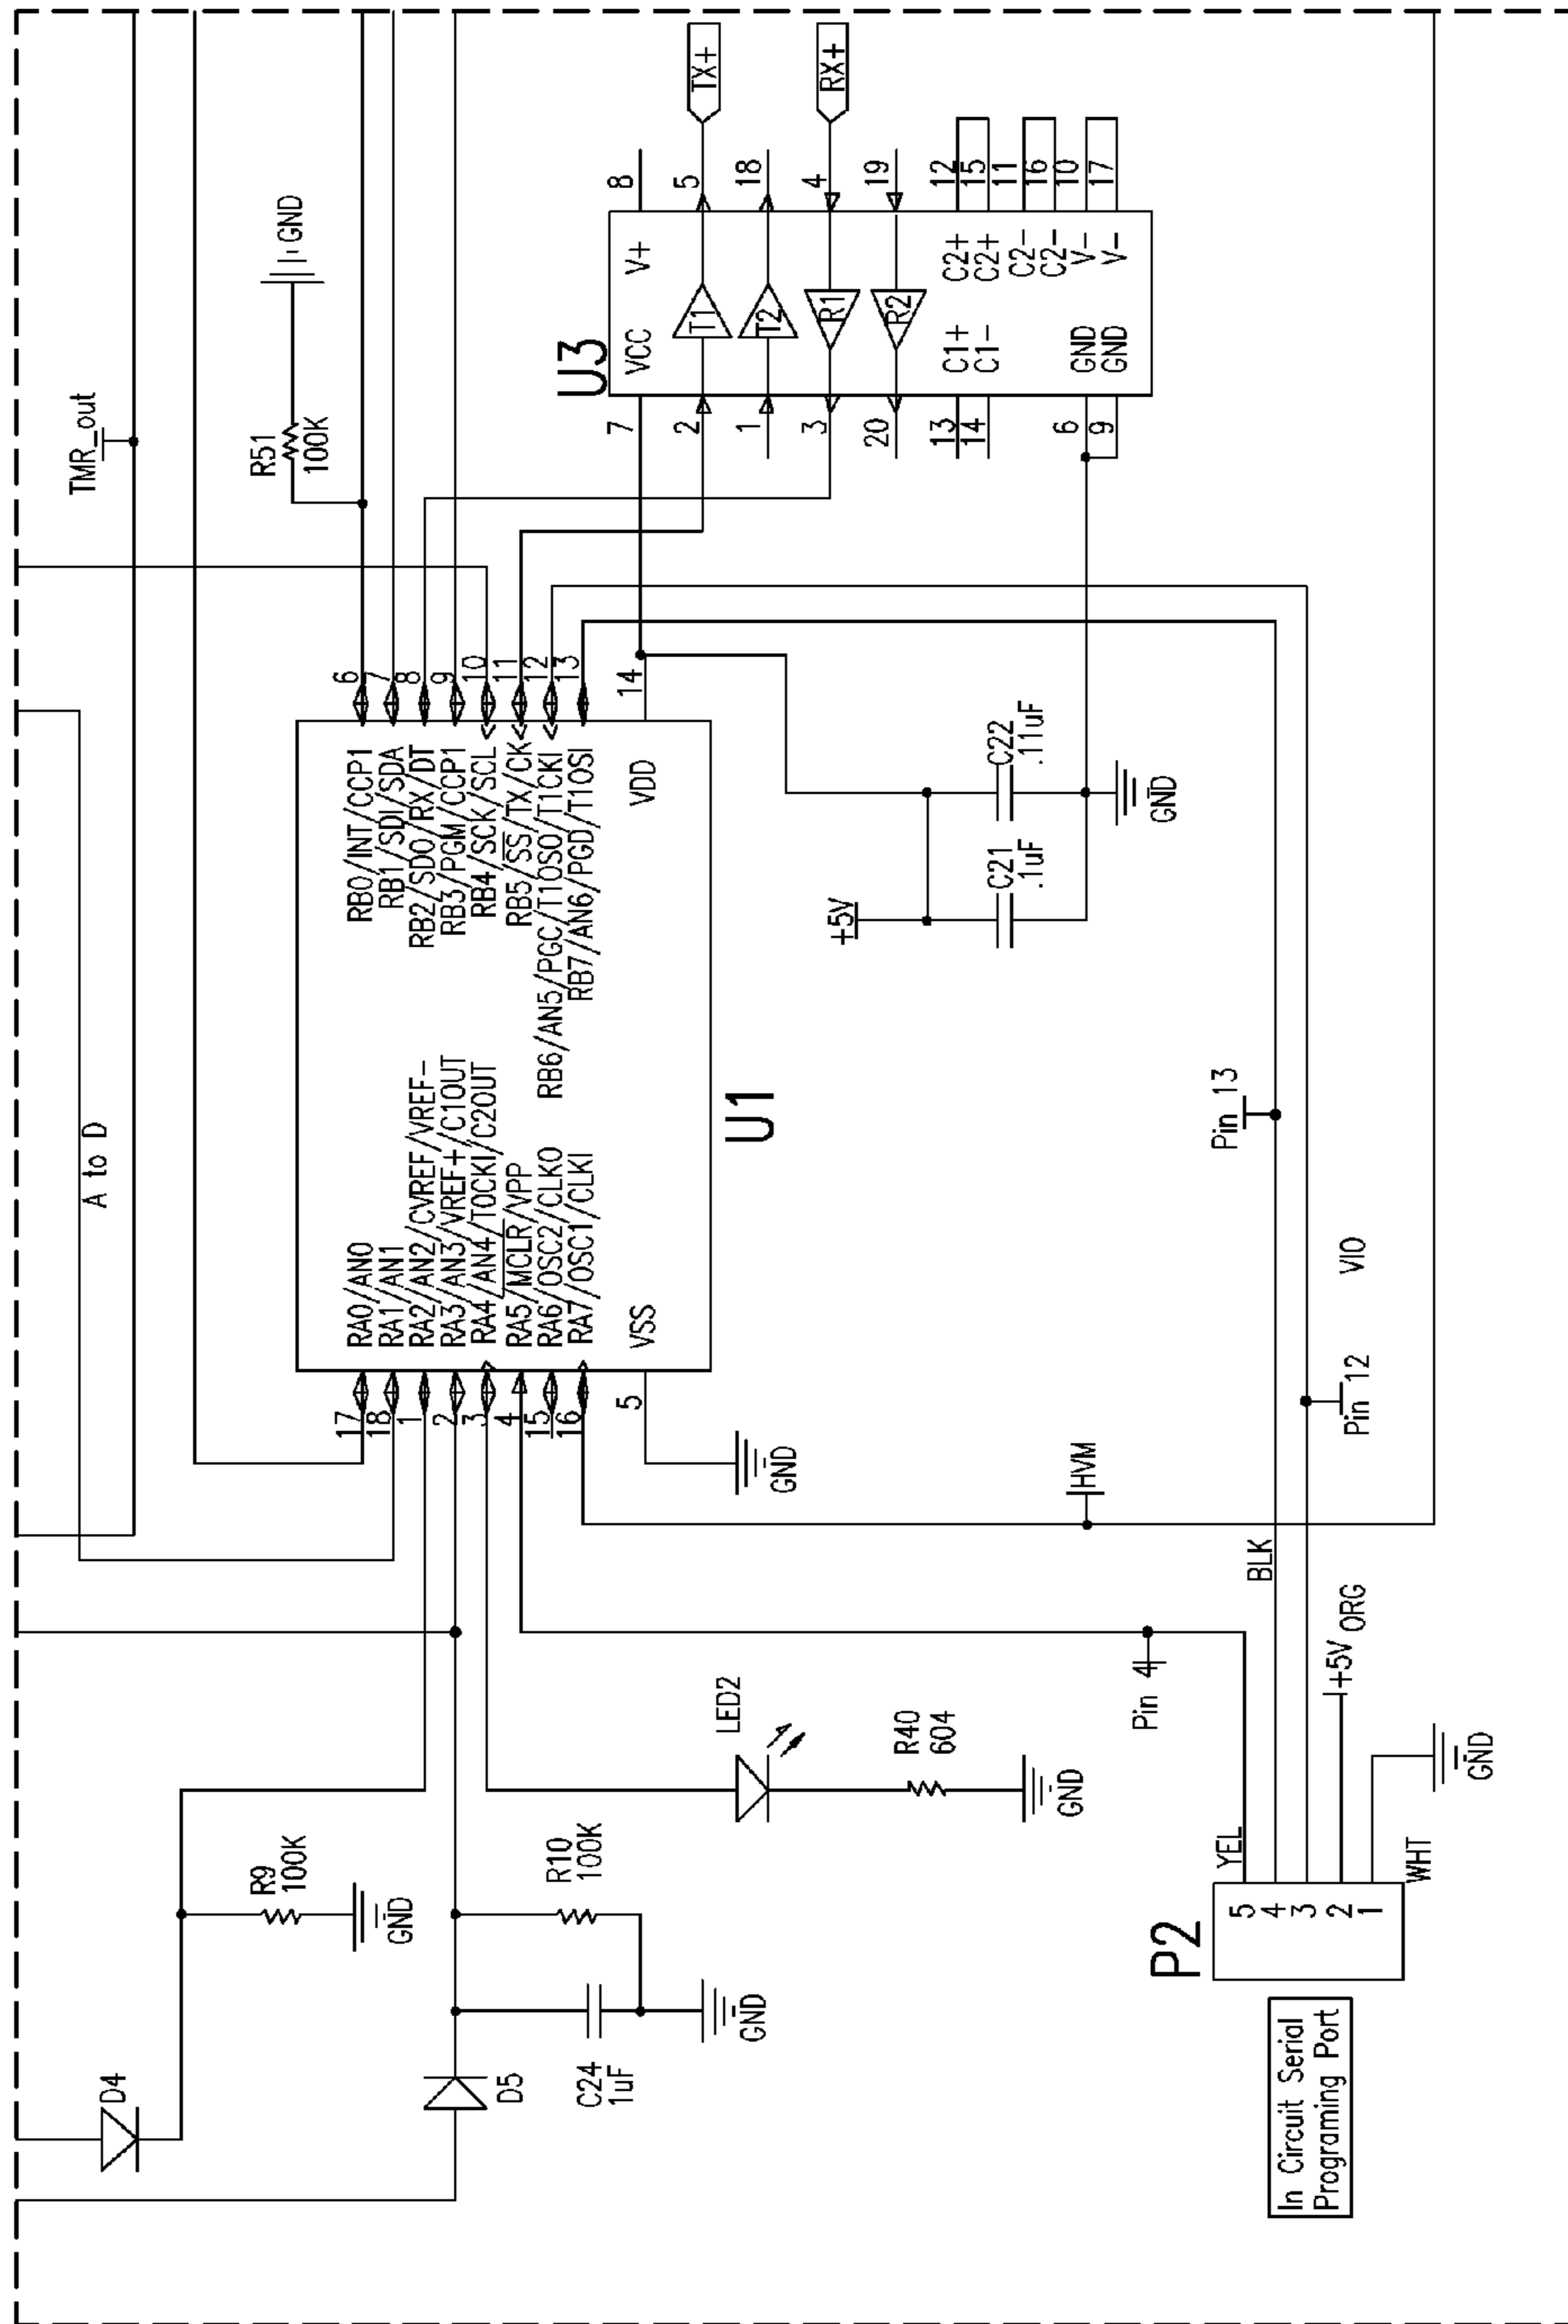 TMR_out
A to D
D4
R9
100K
GND
D5
C24
1uF
GND
R10
100K
LED2
R40
604
GND
17
18
1
2
3
4
15
16
5
RA0/AN0
RA1/AN1
RA2/AN2/CVREF/VREF-
RA3/AN3/VREF+/C1OUT
RA4/AN4/TOCKI/C2OUT
RA5/MCLR/VPP
RA6/OSC2/CLKO
RA7/OSC1/CLKI
VSS
GND
RB0/INT/CCP1
RB1/SDI/SDA
RB2/SDO/RX/DT
RB3/PGM/CCP1
RB4/SCK/SCL
RB5/SS/TX/CK
RB6/AN5/PGC/T1OSO/T1CKI
RB7/AN6/PGD/T1OSI
VDD
6
7
8
9
10
11
12
13
14
U1
R51
100K
GND
U3
7
2
1
3
20
13
14
6
9
VCC
V+
T1
T2
R1
R2
C1+
C1-
C2+
C2+
C2-
C2-
V-
V-
GND
GND
8
5
18
4
19
12
15
11
16
10
17
TX+
RX+
+5V
C21
.1uF
C22
.11uF
GND
Pin 4
HVM
Pin 13
Pin 12
VIO
P2
5
4
3
2
1
YEL
BLK
+5V
ORG
WHT
GND
In Circuit Serial
Programing Port